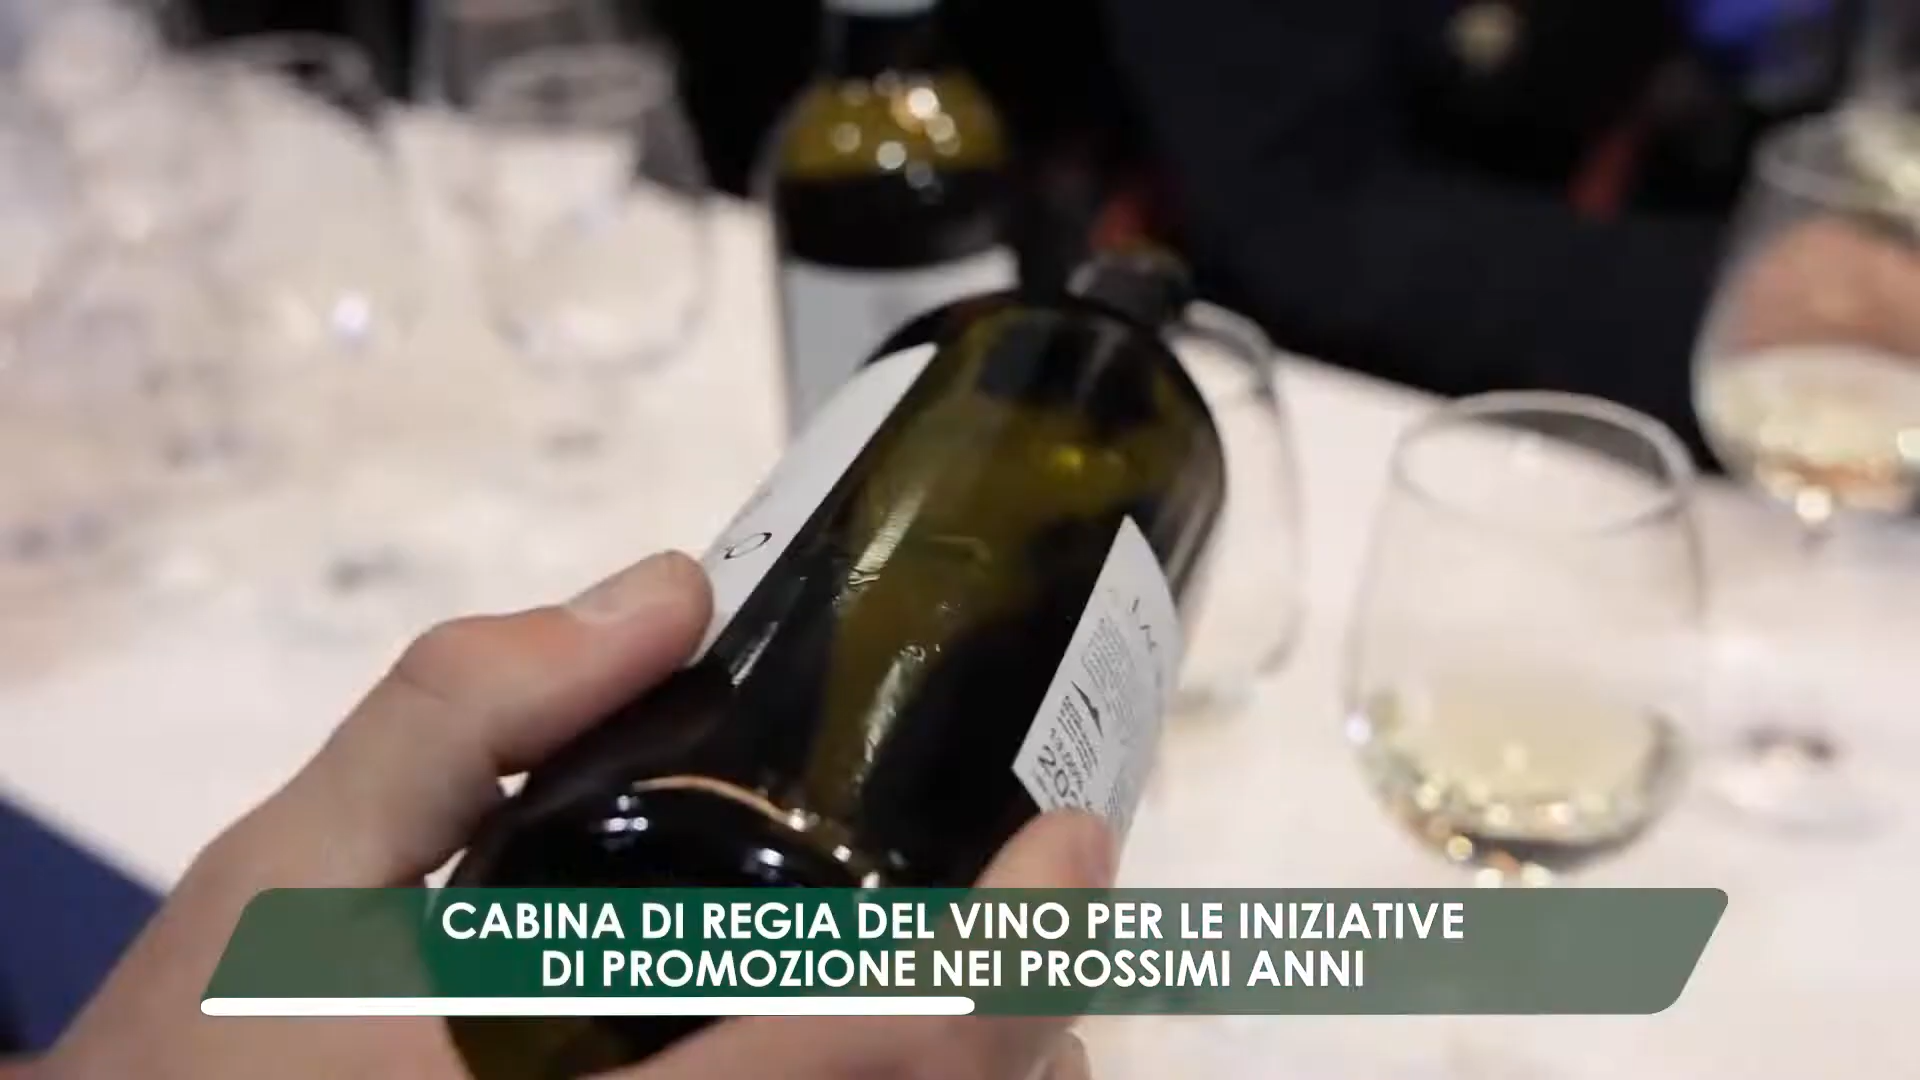 CABINA DI REGIA DEL VINO PER LE INIZIATIVE
DI PROMOZIONE NEI PROSSIMI ANNI